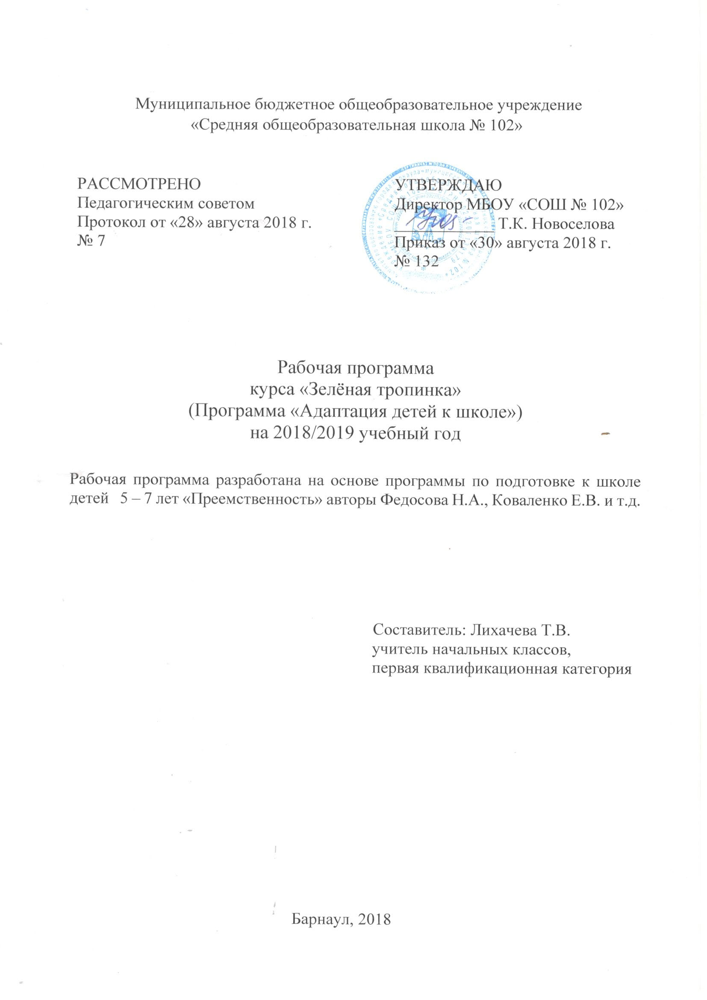 Муниципальное бюджетное общеобразовательное учреждение
«Средняя общеобразовательная школа № 102»
РАССМОТРЕНО
Педагогическим советом
Протокол от «28» августа 2018 г.
№ 7
УТВЕРЖДАЮ
Директор МБОУ «СОШ № 102»
Т.К. Новоселова
Приказ от «30» августа 2018 г.
№ 132
Рабочая программа
курса «Зелёная тропинка»
(Программа «Адаптация детей к школе»)
на 2018/2019 учебный год
Рабочая программа разработана на основе программы по подготовке к школе
детей 5 – 7 лет «Преемственность» авторы Федосова Н.А., Коваленко Е.В. и т.д.
Составитель: Лихачева Т.В.
учитель начальных классов,
первая квалификационная категория
Барнаул, 2018